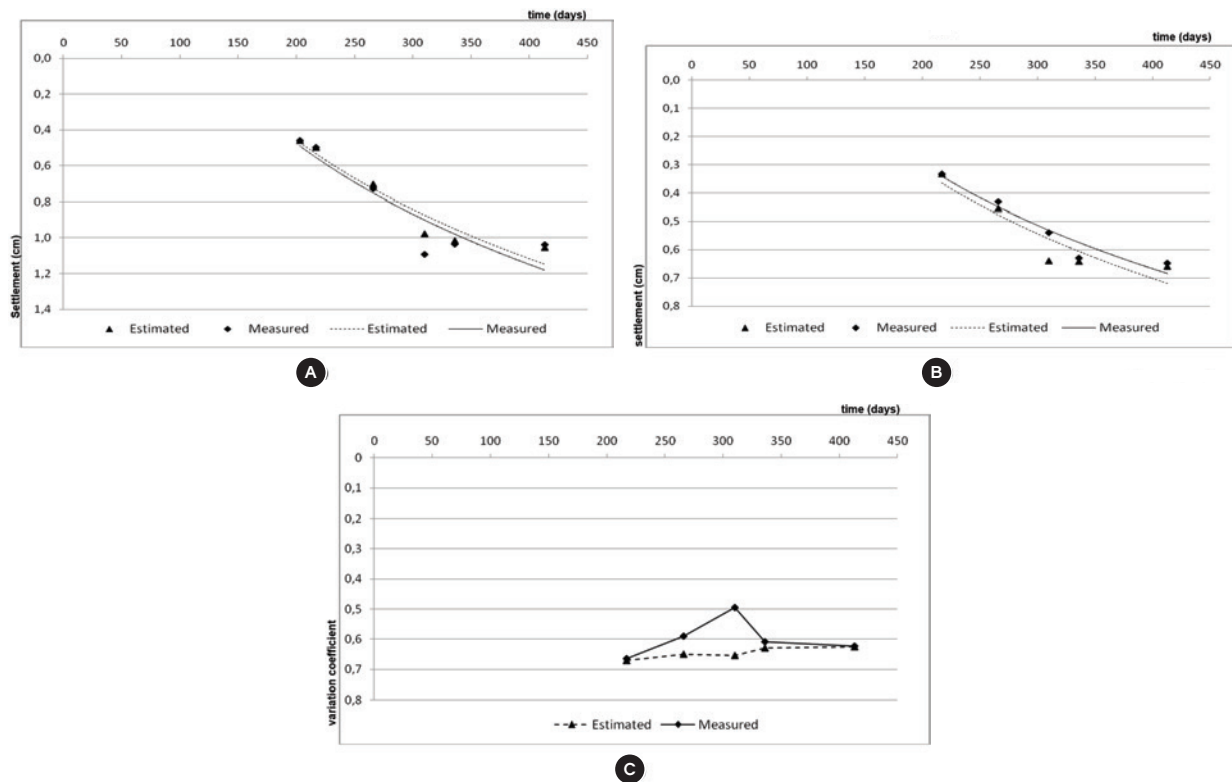 time (days)
0 50 100 150 200 250 300 350 400 450
0,0
0,2
0,4
0,6
0,8
1,0
1,2
1,4
Settlement (cm)
Estimated Measured Estimated Measured
A
time (days)
0 50 100 150 200 250 300 350 400 450
0,0
0,1
0,2
0,3
0,4
0,5
0,6
0,7
0,8
settlement (cm)
Estimated Measured Estimated Measured
B
time (days)
0 50 100 150 200 250 300 350 400 450
0
0,1
0,2
0,3
0,4
0,5
0,6
0,7
0,8
variation coefficient
Estimated Measured
C